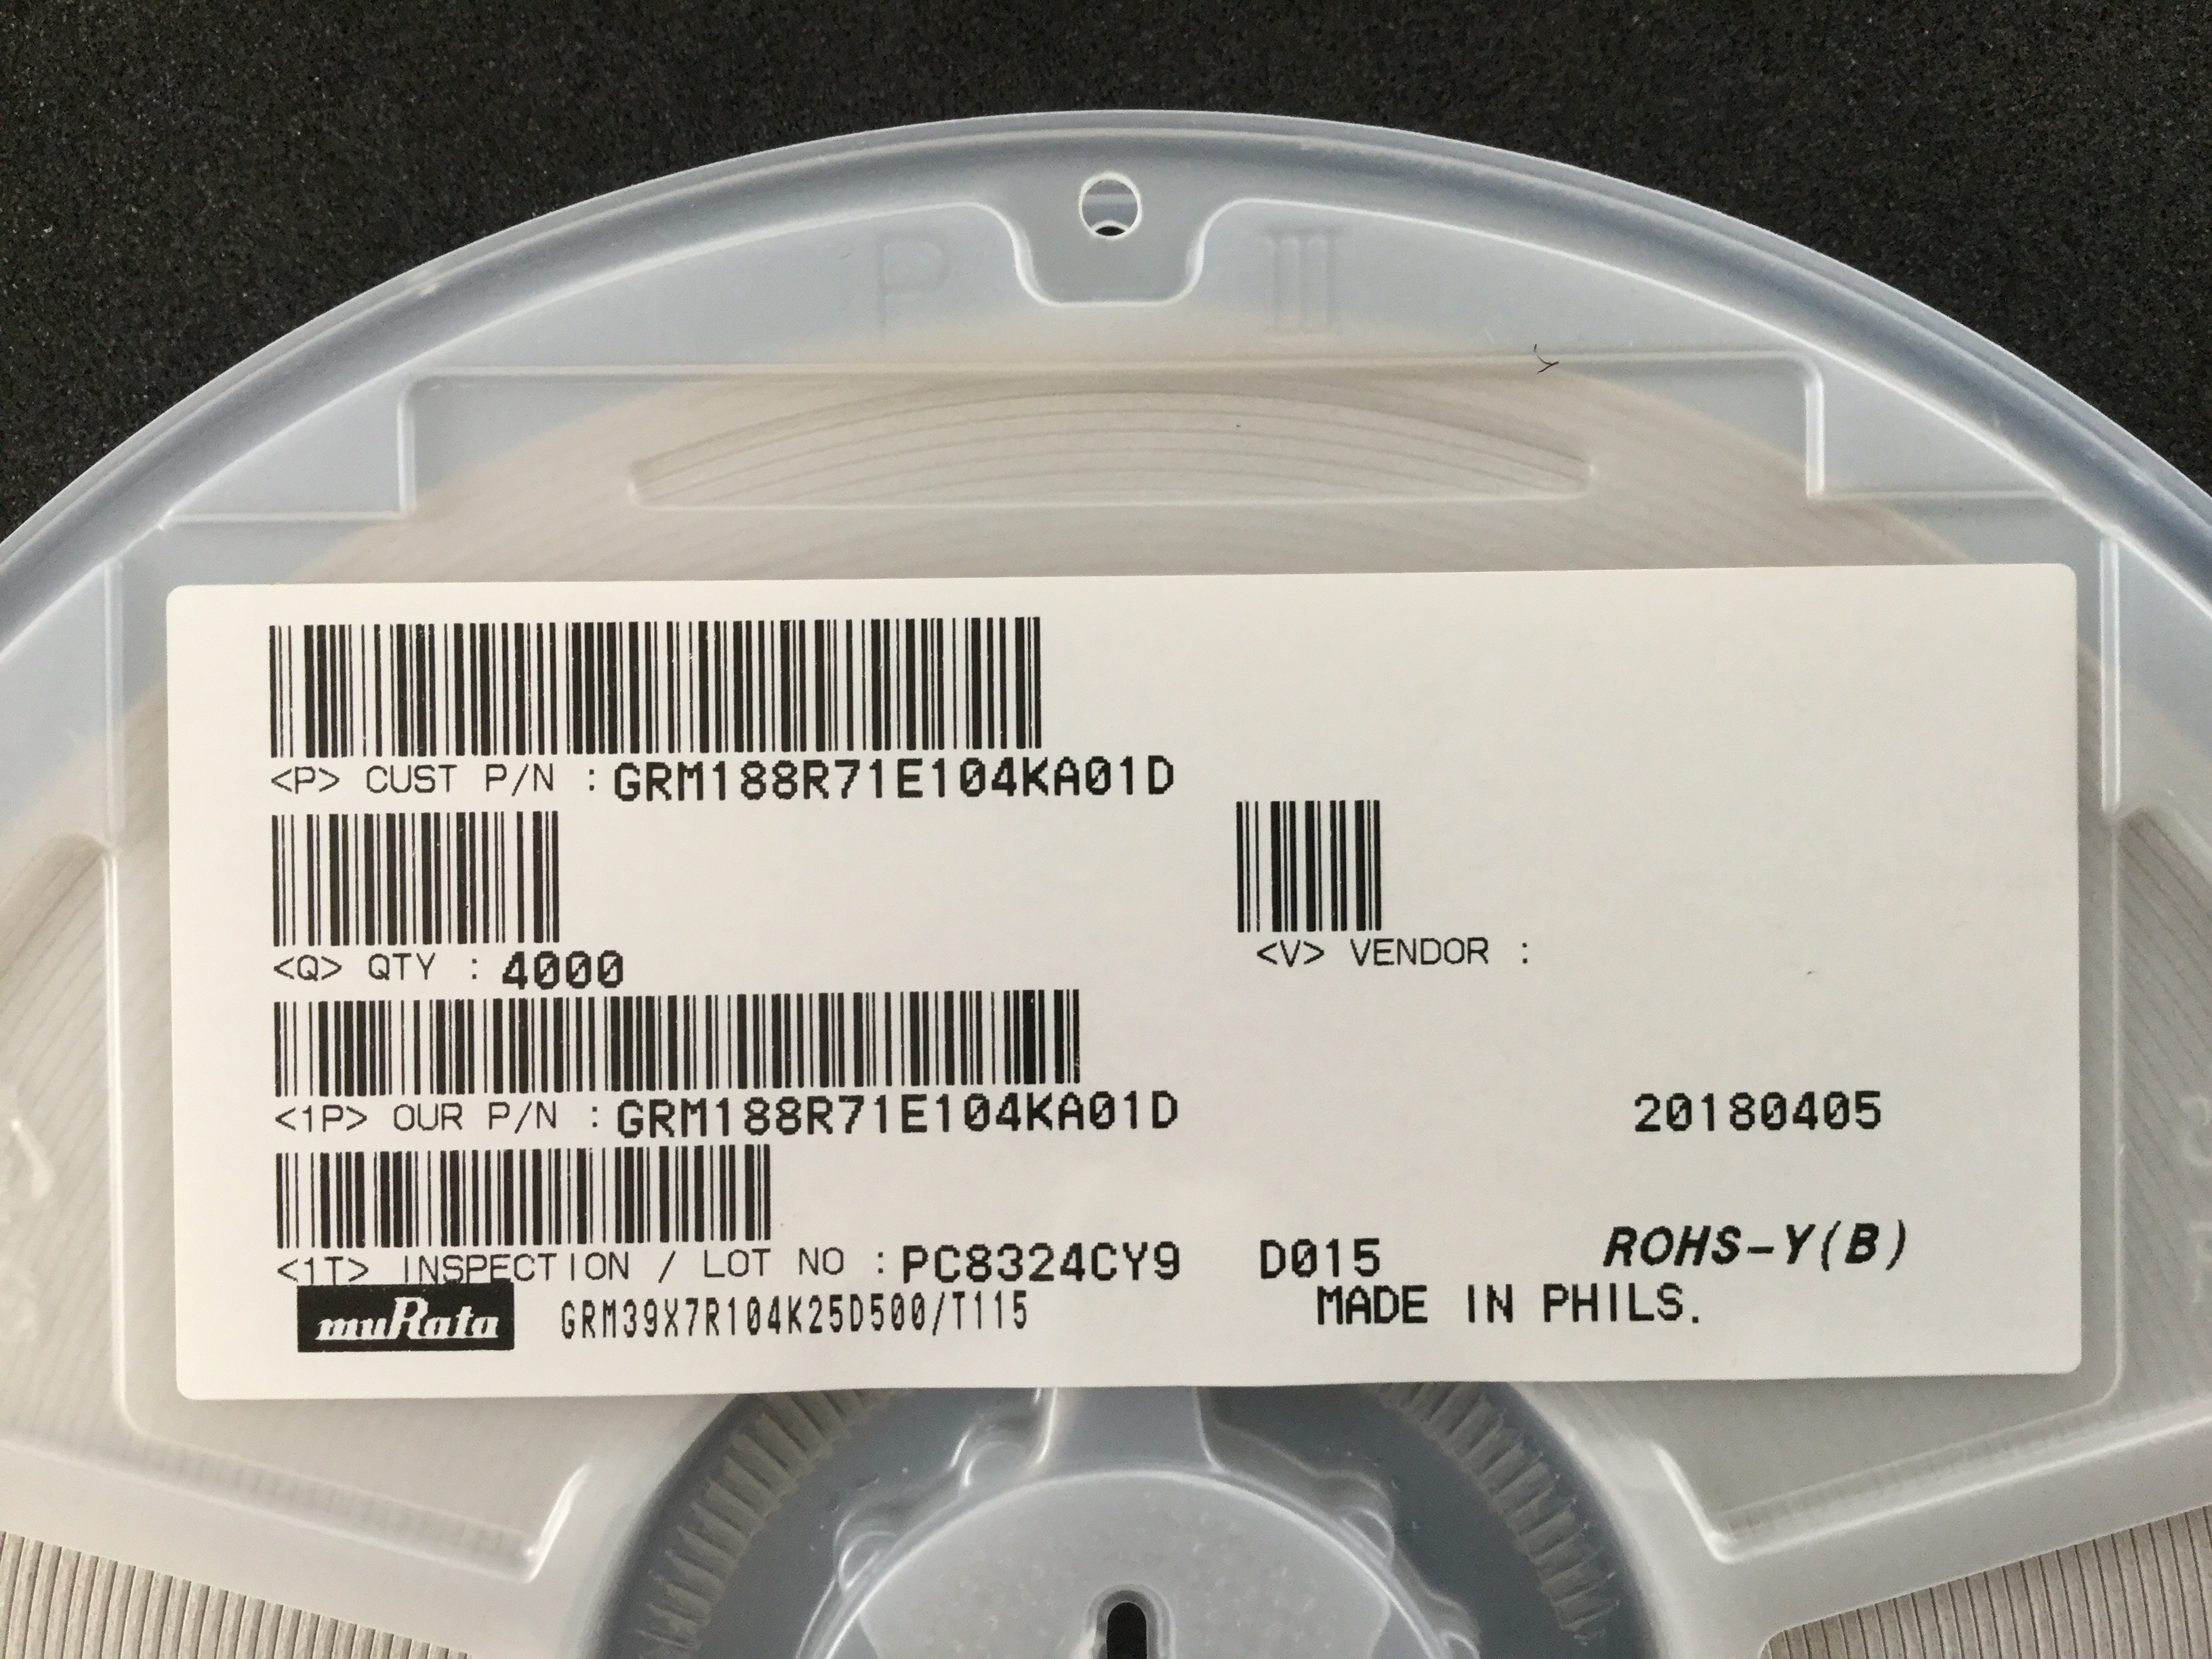 P III
<P> CUST P/N : GRM188R71E104KA01D
<Q> QTY : 4000
<V> VENDOR :
<1P> OUR P/N : GRM188R71E104KA01D
20180405
<1T> INSPECTION / LOT NO : PC8324CY9 D015
ROHS-Y(B)
muRata GRM39X7R104K25D500/T115
MADE IN PHILS.